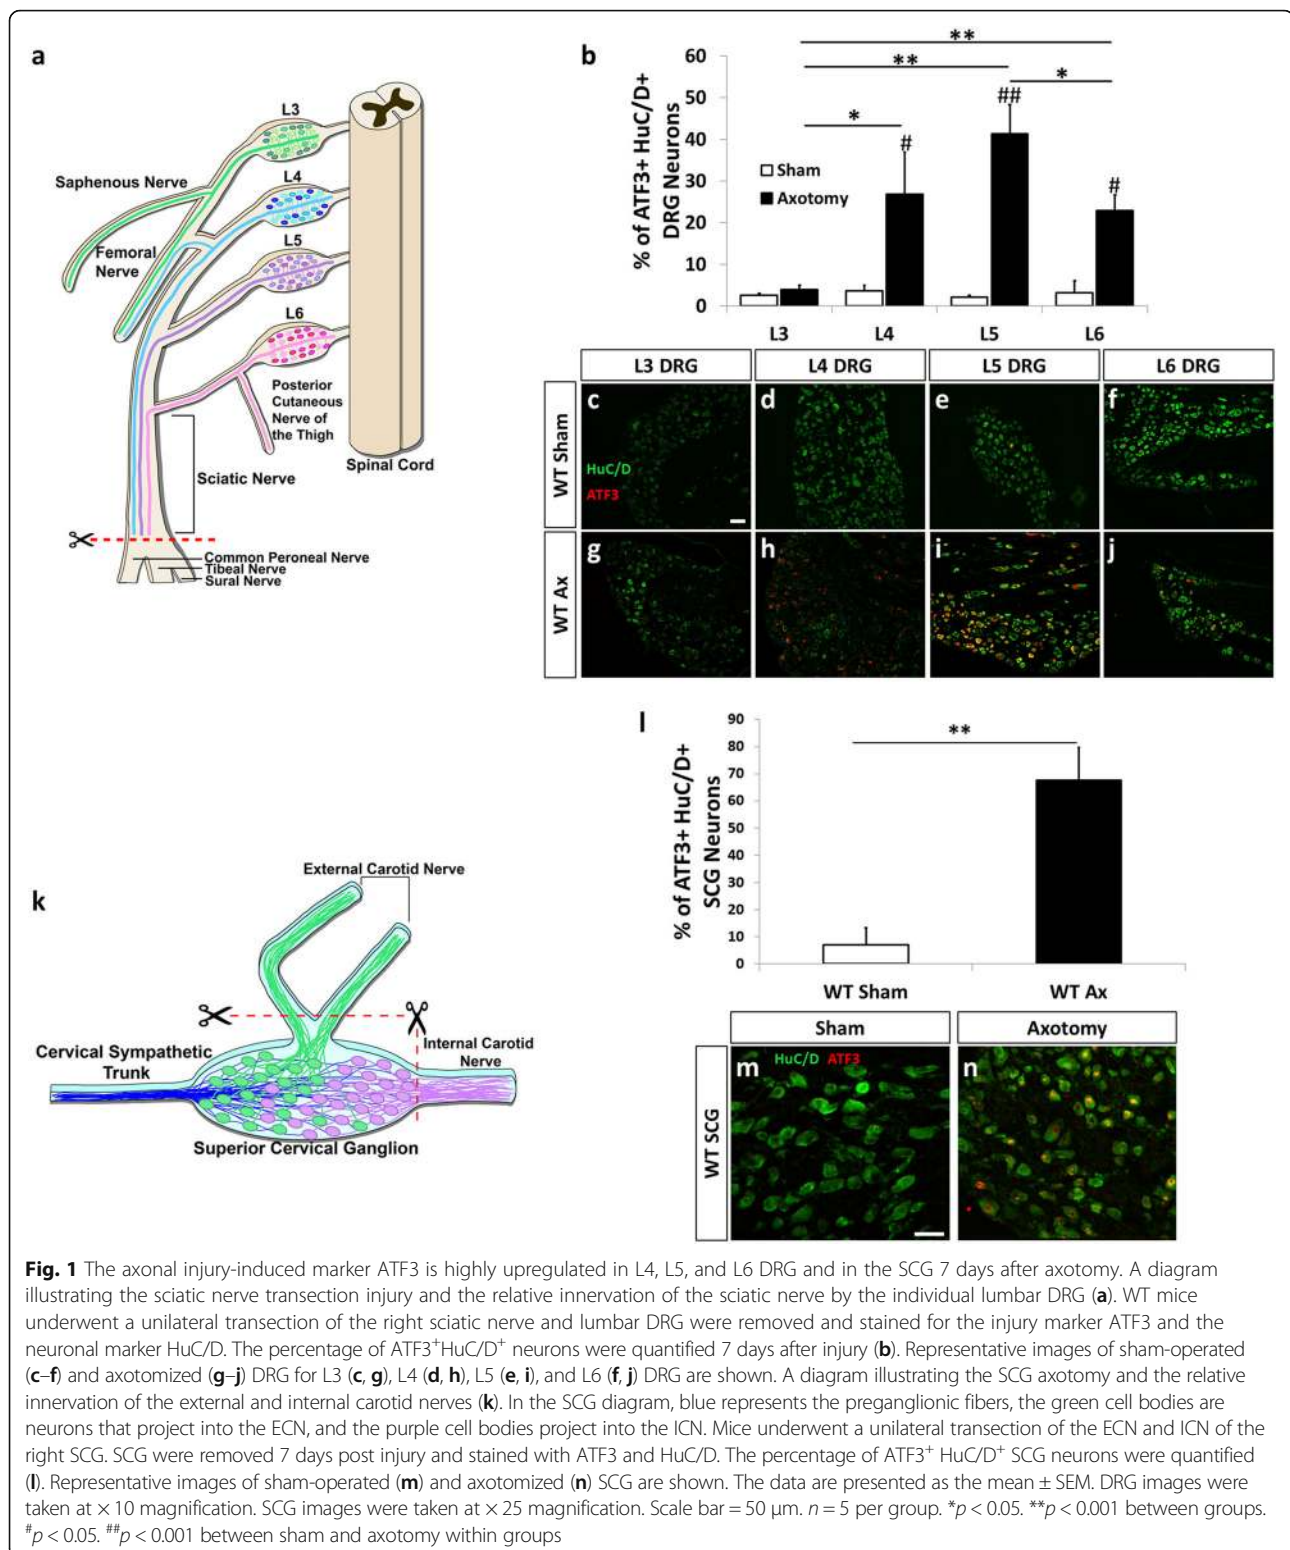 a
L3
Saphenous Nerve
L4
Femoral
Nerve
L5
L6
Posterior
Cutaneous
Nerve of
the Thigh
Spinal Cord
Sciatic Nerve
Common Peroneal Nerve
Tibeal Nerve
Sural Nerve
b
% of ATF3+ HuC/D+
DRG Neurons
60
50
40
30
20
10
0
Sham
Axotomy
**
**
*
*
#
##
#
L3 L4 L5 L6
L3 DRG L4 DRG L5 DRG L6 DRG
WT Sham
c d e f
HuC/D
ATF3
WT Ax
g h i j
k
External Carotid Nerve
Cervical Sympathetic
Trunk
Internal Carotid
Nerve
Superior Cervical Ganglion
l
% of ATF3+ HuC/D+
SCG Neurons
90
80
70
60
50
40
30
20
10
0
**
WT Sham WT Ax
Sham Axotomy
WT SCG
HuC/D ATF3
m n
Fig. 1 The axonal injury-induced marker ATF3 is highly upregulated in L4, L5, and L6 DRG and in the SCG 7 days after axotomy. A diagram
illustrating the sciatic nerve transection injury and the relative innervation of the sciatic nerve by the individual lumbar DRG (a). WT mice
underwent a unilateral transection of the right sciatic nerve and lumbar DRG were removed and stained for the injury marker ATF3 and the
neuronal marker HuC/D. The percentage of ATF3⁺HuC/D⁺ neurons were quantified 7 days after injury (b). Representative images of sham-operated
(c–f) and axotomized (g–j) DRG for L3 (c, g), L4 (d, h), L5 (e, i), and L6 (f, j) DRG are shown. A diagram illustrating the SCG axotomy and the relative
innervation of the external and internal carotid nerves (k). In the SCG diagram, blue represents the preganglionic fibers, the green cell bodies are
neurons that project into the ECN, and the purple cell bodies project into the ICN. Mice underwent a unilateral transection of the ECN and ICN of the
right SCG. SCG were removed 7 days post injury and stained with ATF3 and HuC/D. The percentage of ATF3⁺ HuC/D⁺ SCG neurons were quantified
(l). Representative images of sham-operated (m) and axotomized (n) SCG are shown. The data are presented as the mean ± SEM. DRG images were
taken at × 10 magnification. SCG images were taken at × 25 magnification. Scale bar = 50 μm. n = 5 per group. *p < 0.05. **p < 0.001 between groups.
#p < 0.05. ##p < 0.001 between sham and axotomy within groups